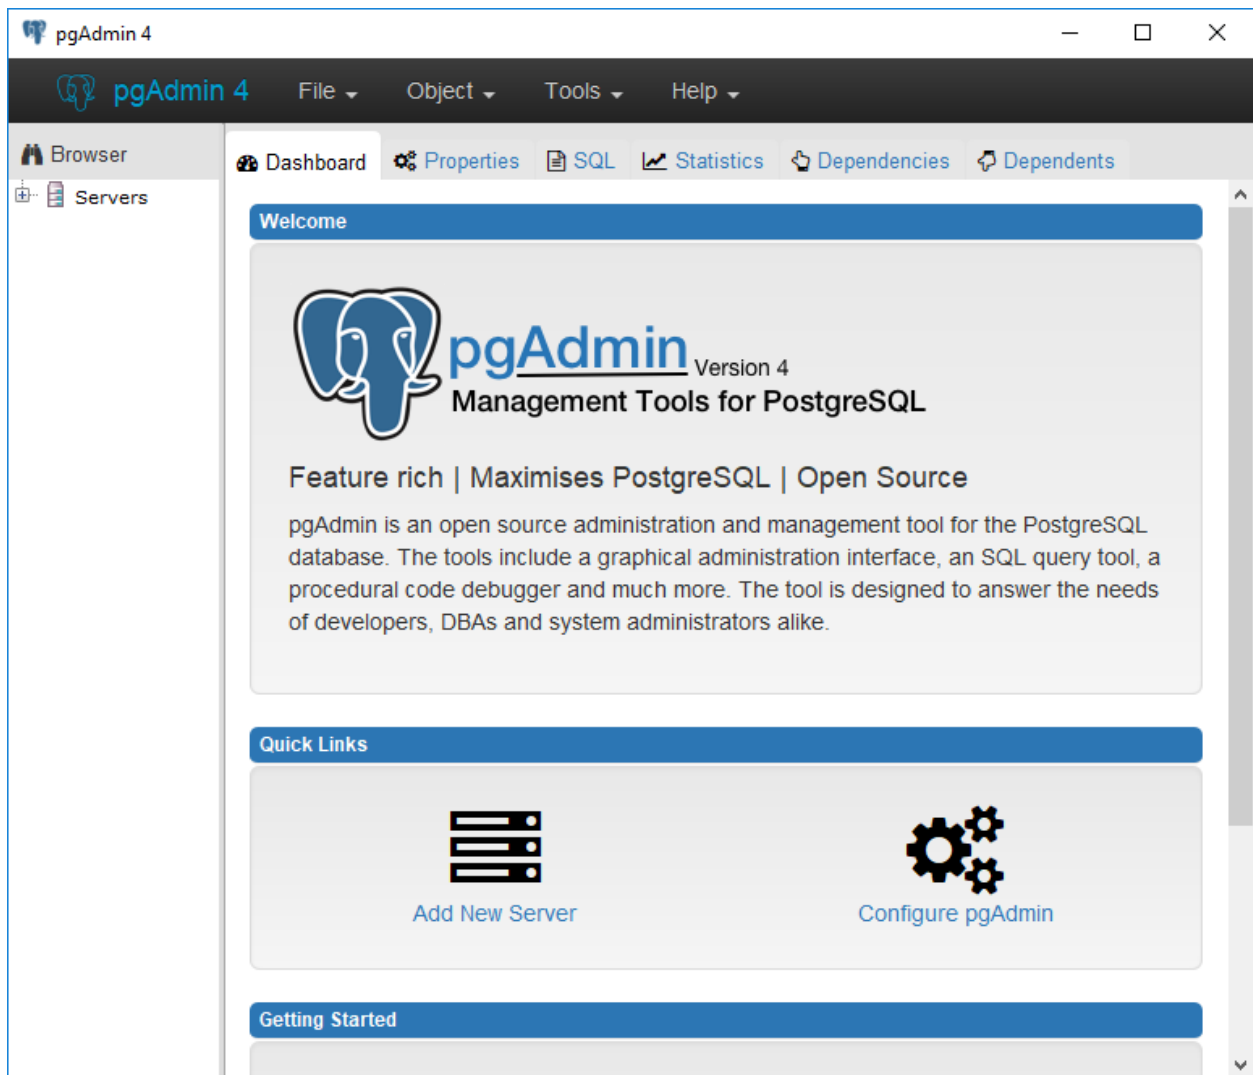 pgAdmin 4
pgAdmin 4 File Object Tools Help
Browser
Dashboard Properties SQL Statistics Dependencies Dependents
Servers
Welcome
pgAdmin Version 4
Management Tools for PostgreSQL
Feature rich | Maximises PostgreSQL | Open Source
pgAdmin is an open source administration and management tool for the PostgreSQL
database. The tools include a graphical administration interface, an SQL query tool, a
procedural code debugger and much more. The tool is designed to answer the needs
of developers, DBAs and system administrators alike.
Quick Links
Add New Server Configure pgAdmin
Getting Started